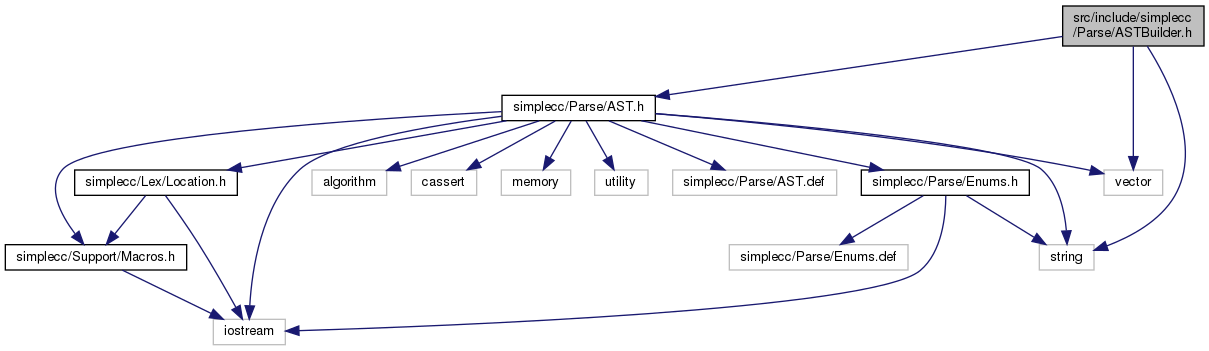 src/include/simplecc
/Parse/ASTBuilder.h
simplecc/Parse/AST.h
simplecc/Lex/Location.h
algorithm
cassert
memory
utility
simplecc/Parse/AST.def
simplecc/Parse/Enums.h
vector
simplecc/Support/Macros.h
simplecc/Parse/Enums.def
string
iostream